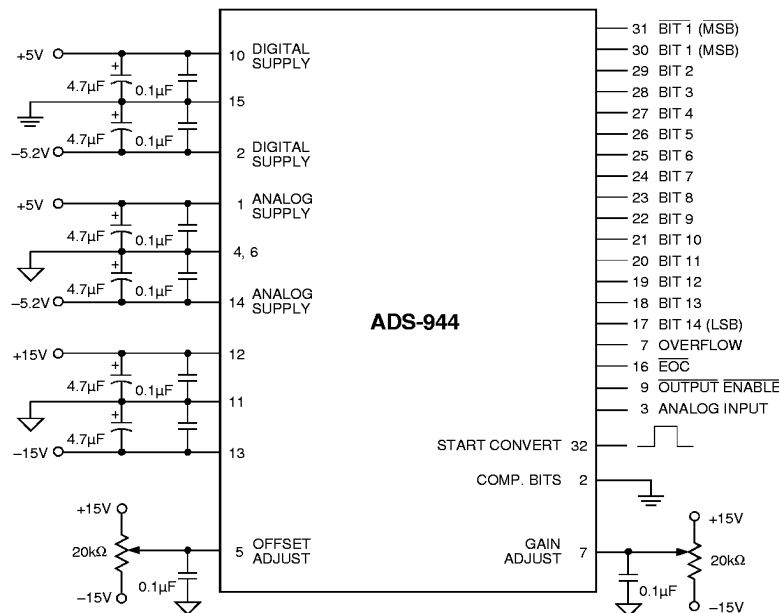 +5V
10 DIGITAL
SUPPLY
4.7µF
+
0.1µF
15
4.7µF
+
0.1µF
–5.2V
2 DIGITAL
SUPPLY
+5V
1 ANALOG
SUPPLY
4.7µF
+
0.1µF
4, 6
4.7µF
+
0.1µF
–5.2V
14 ANALOG
SUPPLY
+15V
12
4.7µF
+
0.1µF
11
4.7µF
+
0.1µF
–15V
13
+15V
20kΩ
–15V
0.1µF
5 OFFSET
ADJUST
ADS-944
31 BIT 1 (MSB)
30 BIT 1 (MSB)
29 BIT 2
28 BIT 3
27 BIT 4
26 BIT 5
25 BIT 6
24 BIT 7
23 BIT 8
22 BIT 9
21 BIT 10
20 BIT 11
19 BIT 12
18 BIT 13
17 BIT 14 (LSB)
7 OVERFLOW
16 EOC
9 OUTPUT ENABLE
3 ANALOG INPUT
START CONVERT 32
COMP. BITS 2
GAIN
ADJUST 7
+15V
20kΩ
0.1µF
–15V